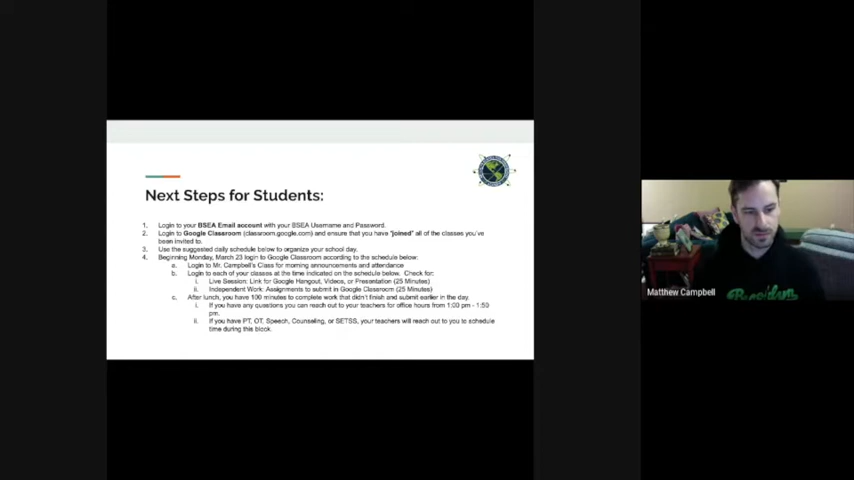 Next Steps for Students:
1. Login to your BSEA Email account with your BSEA Username and Password.
2. Login to Google Classroom (classroom.google.com) and ensure that you have "joined" all of the classes you've
been invited to.
3. Use the suggested daily schedule below to organize your school day.
4. Beginning Monday, March 23 login to Google Classroom according to the schedule below:
a. Login to Mr. Campbell's Class for morning announcements and attendance
b. Login to each of your classes at the time indicated on the schedule below. Check for:
i. Live Session: Link for Google Hangout, Videos, or Presentation (25 Minutes)
ii. Independent Work: Assignments to submit in Google Classroom (25 Minutes)
c. After lunch, you have 100 minutes to complete work that didn't finish and submit earlier in the day.
i. If you have any questions you can reach out to your teachers for office hours from 1:00 pm - 1:50
pm.
ii. If you have PT, OT, Speech, Counseling, or SETSS, your teachers will reach out to you to schedule
time during this block.
Matthew Campbell
Brooklyn